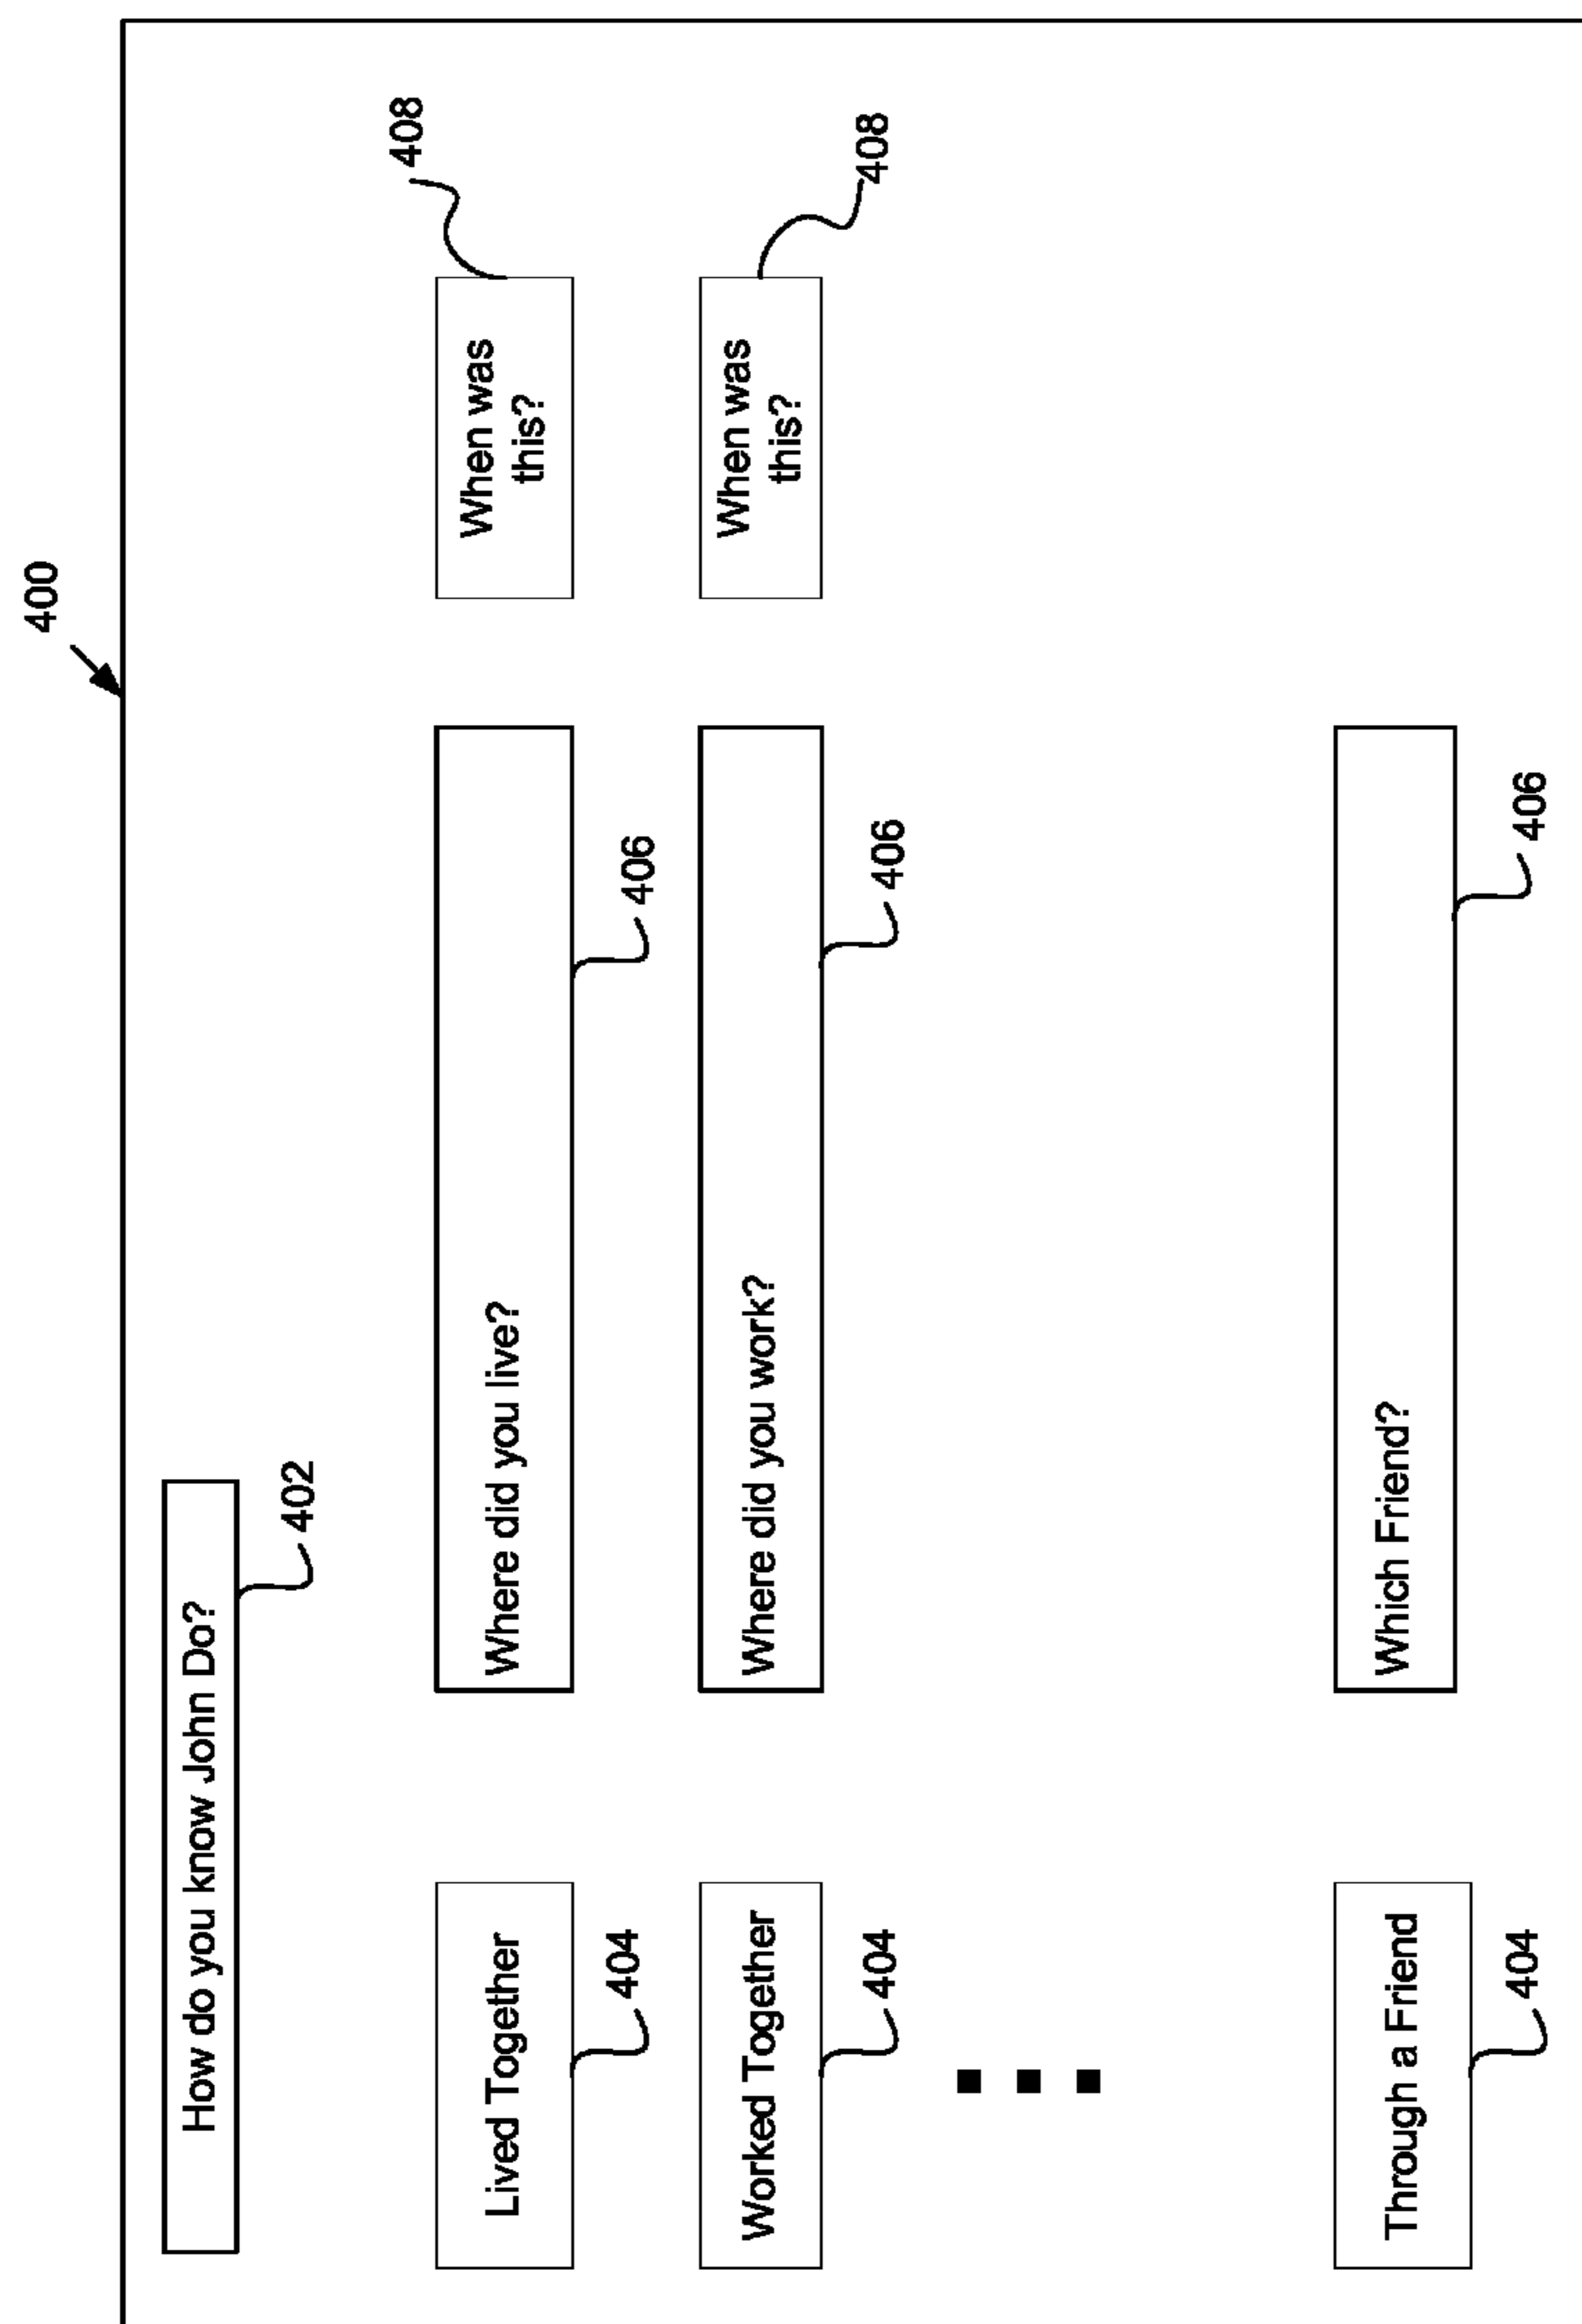 400
How do you know John Do?
402
408
Lived Together
Where did you live?
When was
this?
404
406
Worked Together
Where did you work?
When was
this?
408
404
406
Through a Friend
Which Friend?
404
406